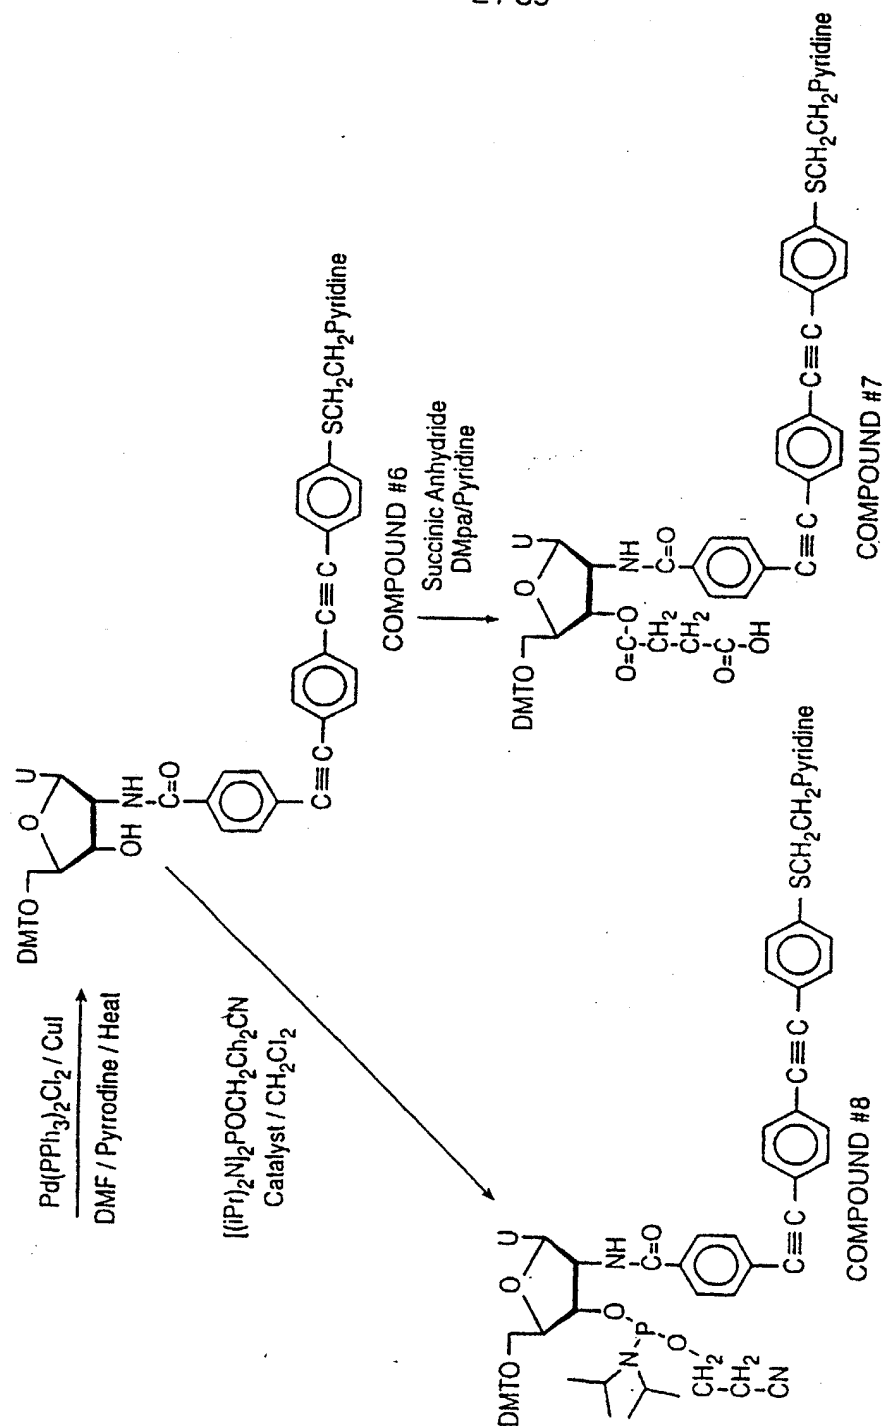 Pd(PPh3)2Cl2 / CuI
DMF / Pyrrodine / Heat
DMTO
O
U
OH
NH
C=O
C≡C
C≡C
SCH2CH2Pyridine
COMPOUND #6
[(iPr)2N]2POCH2Ch2CN
Catalyst / CH2Cl2
Succinic Anhydride
DMpa/Pyridine
DMTO
O
U
O
NH
P
O
N
CH2
CH2
CN
C=O
C≡C
C≡C
SCH2CH2Pyridine
COMPOUND #8
DMTO
O
U
O=C-O
NH
CH2
CH2
O=C
OH
C=O
C≡C
C≡C
SCH2CH2Pyridine
COMPOUND #7